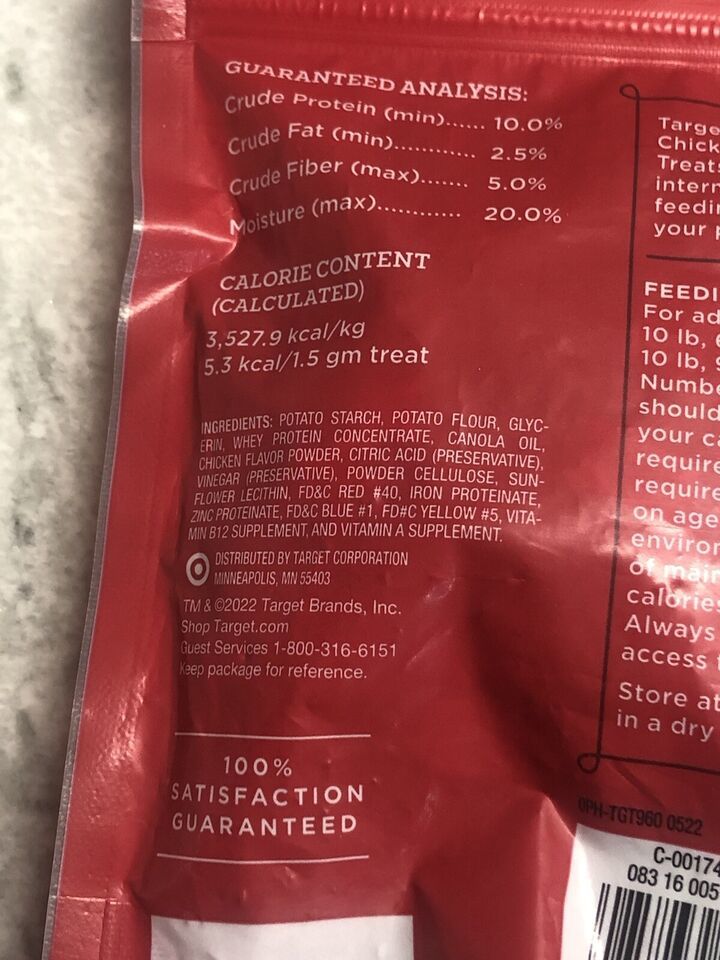 GUARANTEED ANALYSIS:
Crude Protein (min)...... 10.0%
Crude Fat (min)............ 2.5%
Crude Fiber (max)....... 5.0%
Moisture (max)............ 20.0%
CALORIE CONTENT
(CALCULATED)
3,527.9 kcal/kg
5.3 kcal/1.5 gm treat
INGREDIENTS: POTATO STARCH, POTATO FLOUR, GLYC-
ERIN, WHEY PROTEIN CONCENTRATE, CANOLA OIL,
CHICKEN FLAVOR POWDER, CITRIC ACID (PRESERVATIVE),
VINEGAR (PRESERVATIVE), POWDER CELLULOSE, SUN-
FLOWER LECITHIN, FD&C RED #40, IRON PROTEINATE,
ZINC PROTEINATE, FD&C BLUE #1, FD#C YELLOW #5, VITA-
MIN B12 SUPPLEMENT, AND VITAMIN A SUPPLEMENT.
DISTRIBUTED BY TARGET CORPORATION
MINNEAPOLIS, MN 55403
TM & ©2022 Target Brands, Inc.
Shop Target.com
Guest Services 1-800-316-6151
Keep package for reference.
100%
SATISFACTION
GUARANTEED
Targe
Chick
Treats
intern
feedin
your
FEEDI
For ad
10 lb,
10 lb,
Numbe
should
your ca
require
require
on age
environ
of main
calories
Always
access
Store at
in a dry
OPH-TGT960 0522
C-00174
083 16 005